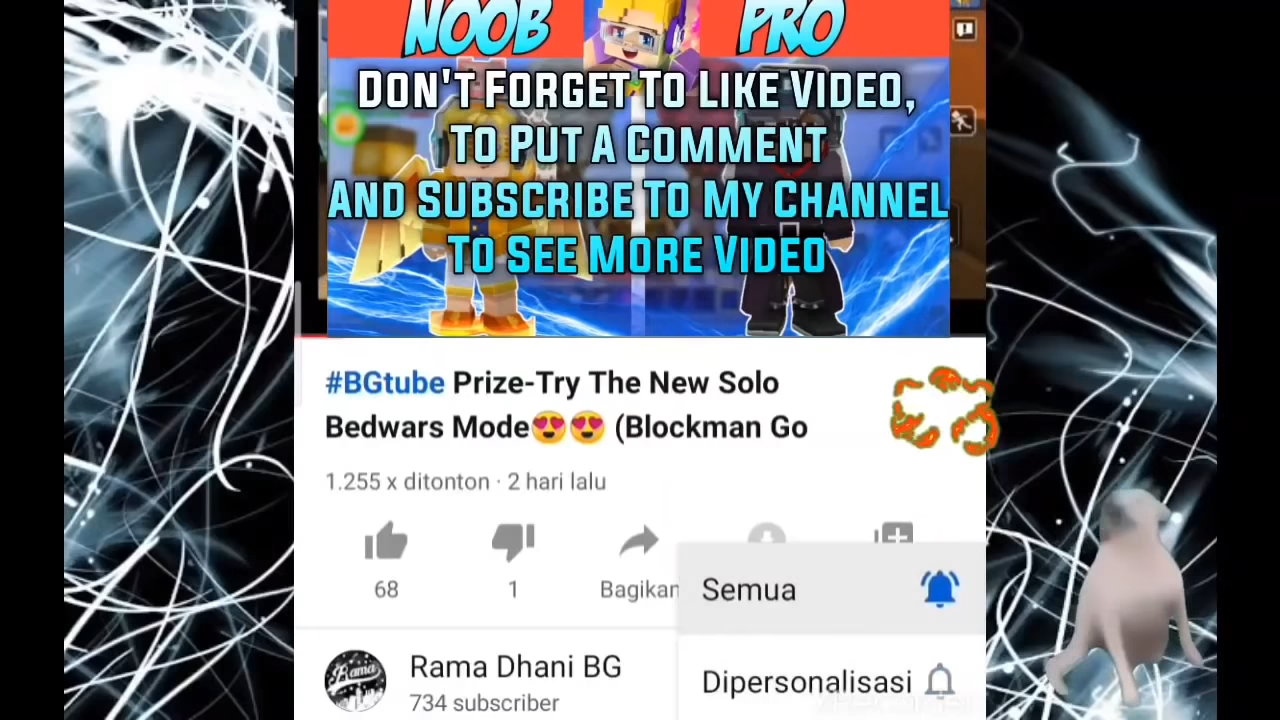 NOOB
PRO
DON'T FORGET TO LIKE VIDEO,
TO PUT A COMMENT
AND SUBSCRIBE TO MY CHANNEL
TO SEE MORE VIDEO
#BGtube Prize-Try The New Solo
Bedwars Mode😍😍 (Blockman Go
1.255 x ditonton · 2 hari lalu
68
1
Bagikan
Semua
Rama Dhani BG
Dipersonalisasi
734 subscriber